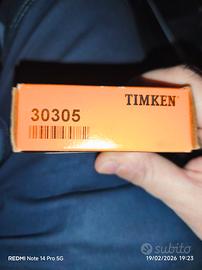 TIMKEN
30305
REDMI Note 14 Pro 5G
19/02/2026 19:23
subito